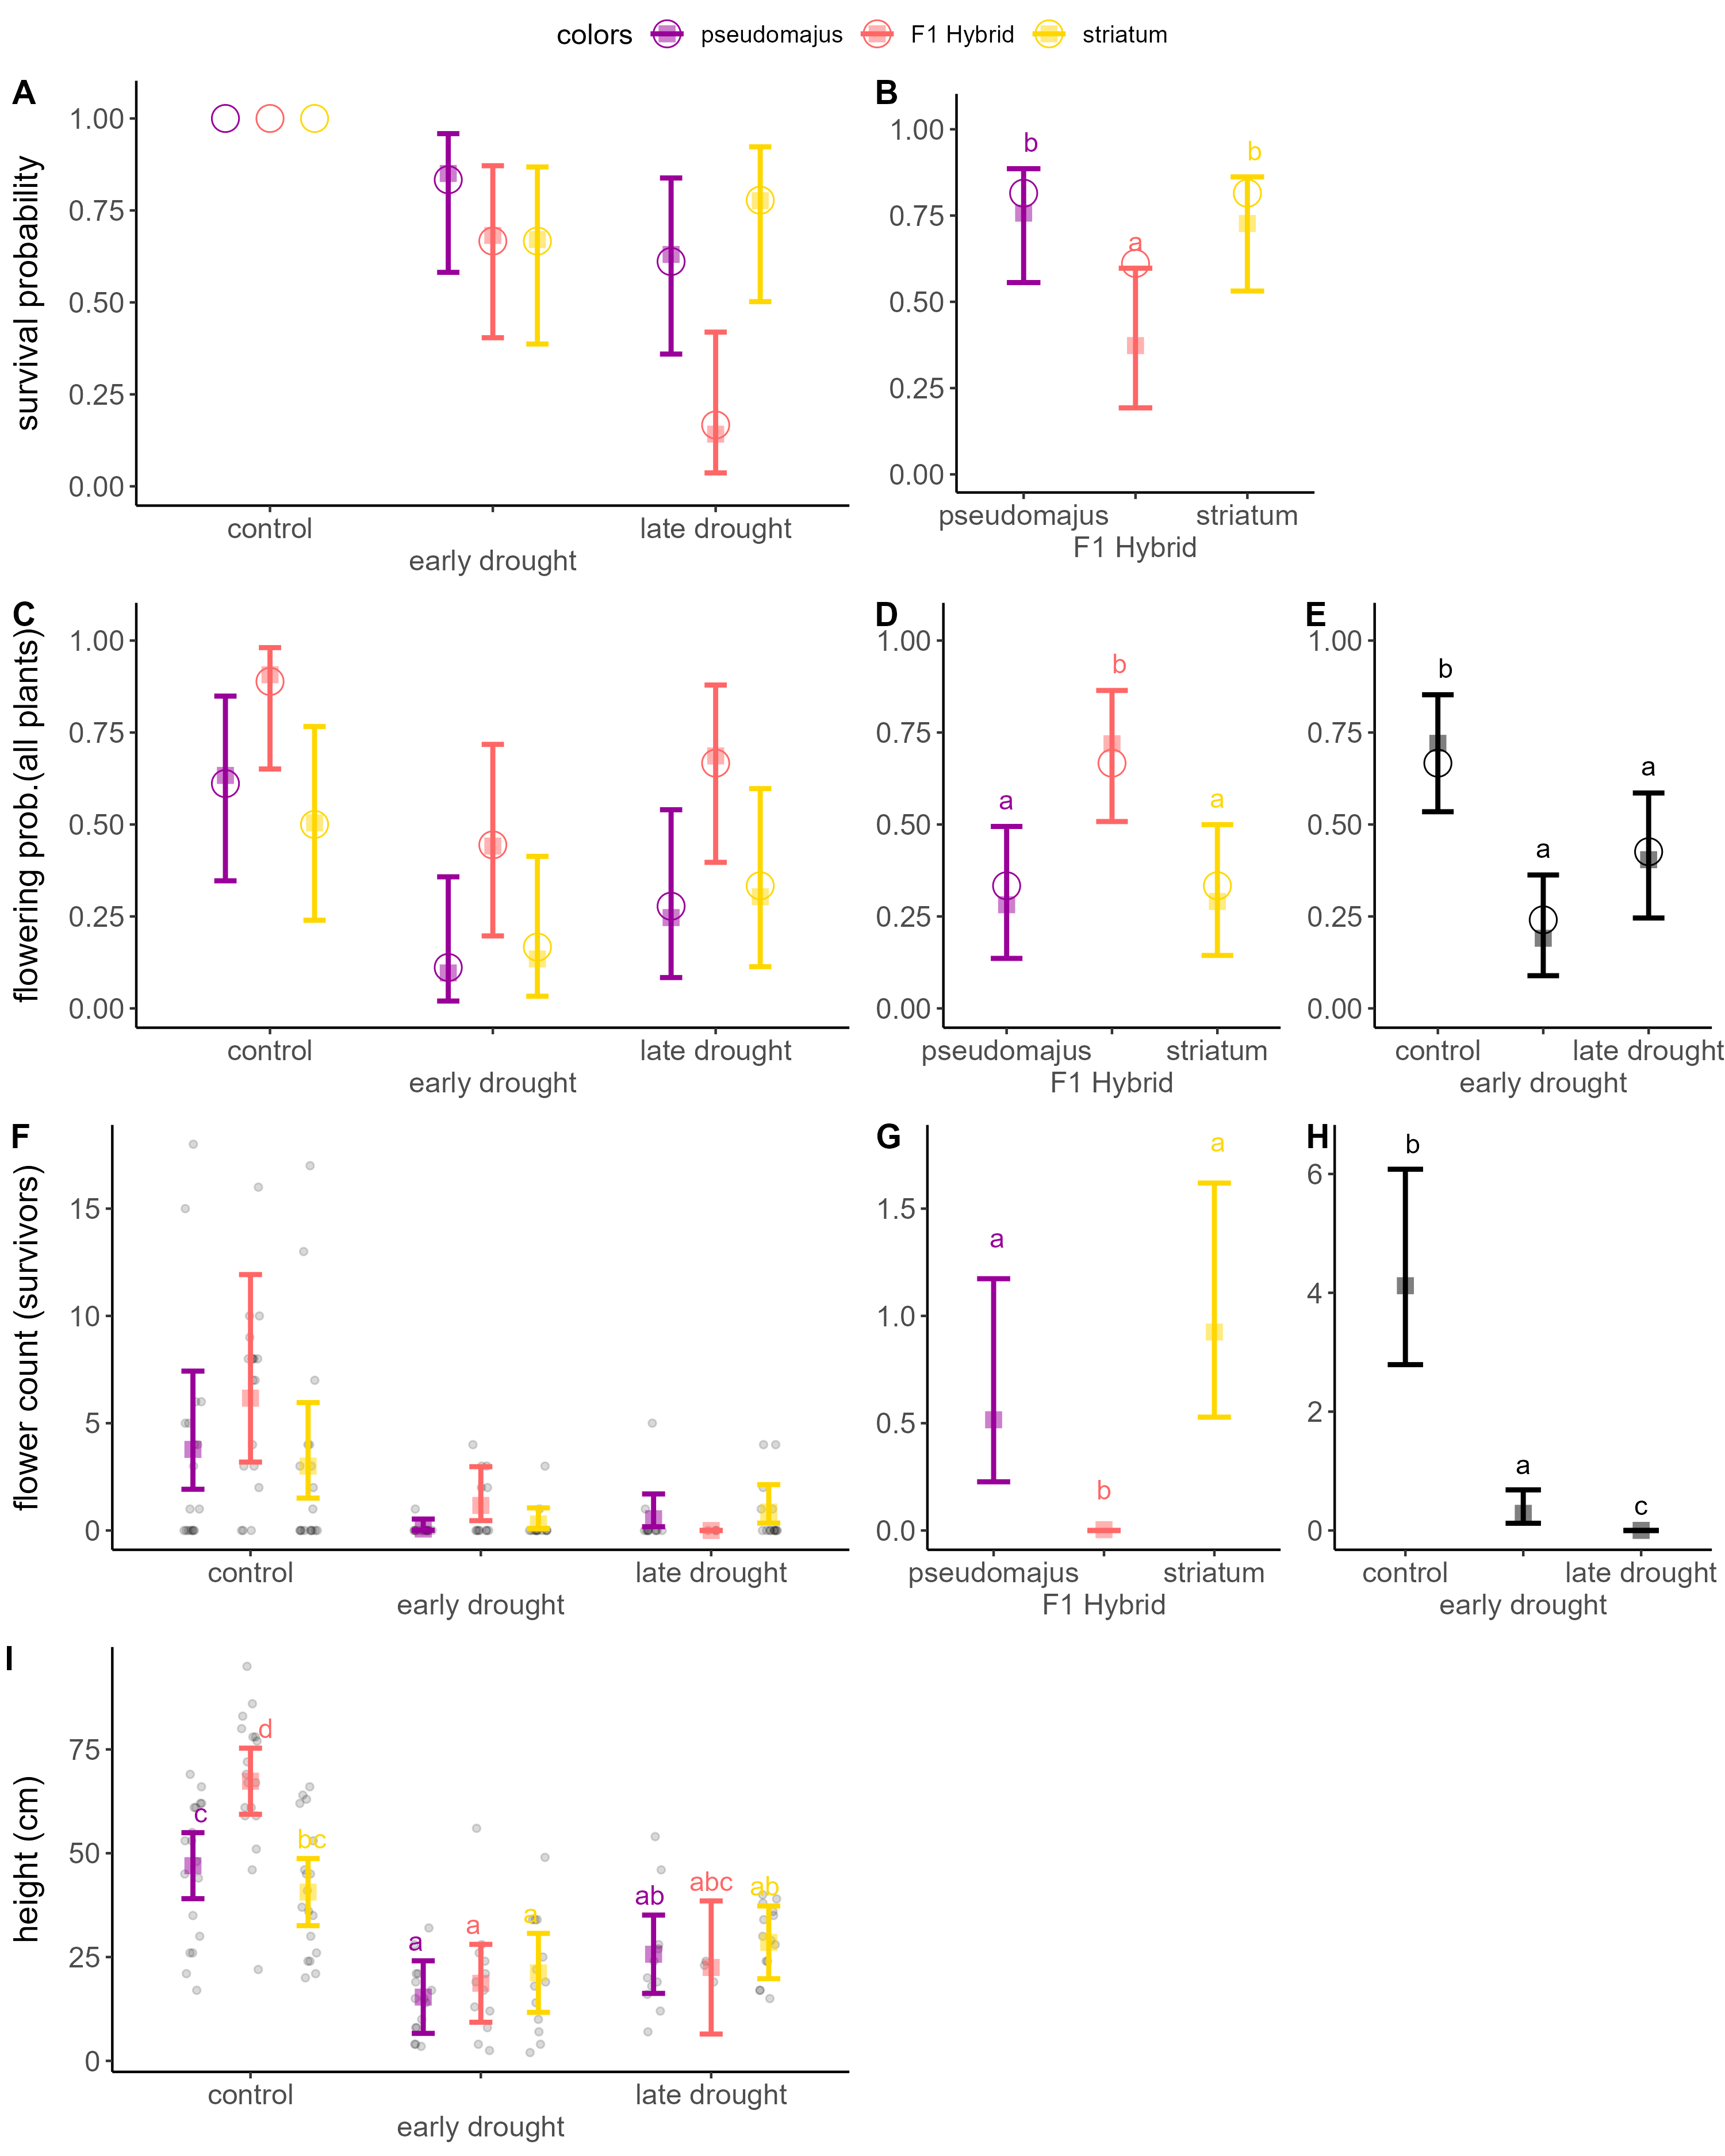 colors pseudomajus F1 Hybrid striatum
A
survival probability
1.00
0.75
0.50
0.25
0.00
control
early drought
late drought
B
1.00
0.75
0.50
0.25
0.00
b
a
b
pseudomajus
F1 Hybrid
striatum
C
flowering prob.(all plants)
1.00
0.75
0.50
0.25
0.00
control
early drought
late drought
D
1.00
0.75
0.50
0.25
0.00
a
b
a
pseudomajus
F1 Hybrid
striatum
E
1.00
0.75
0.50
0.25
0.00
b
a
a
control
early drought
late drought
F
flower count (survivors)
15
10
5
0
control
early drought
late drought
G
1.5
1.0
0.5
0.0
a
b
a
pseudomajus
F1 Hybrid
striatum
H
6
4
2
0
b
a
c
control
early drought
late drought
I
height (cm)
75
50
25
0
c
d
bc
a
a
a
ab
abc
ab
control
early drought
late drought